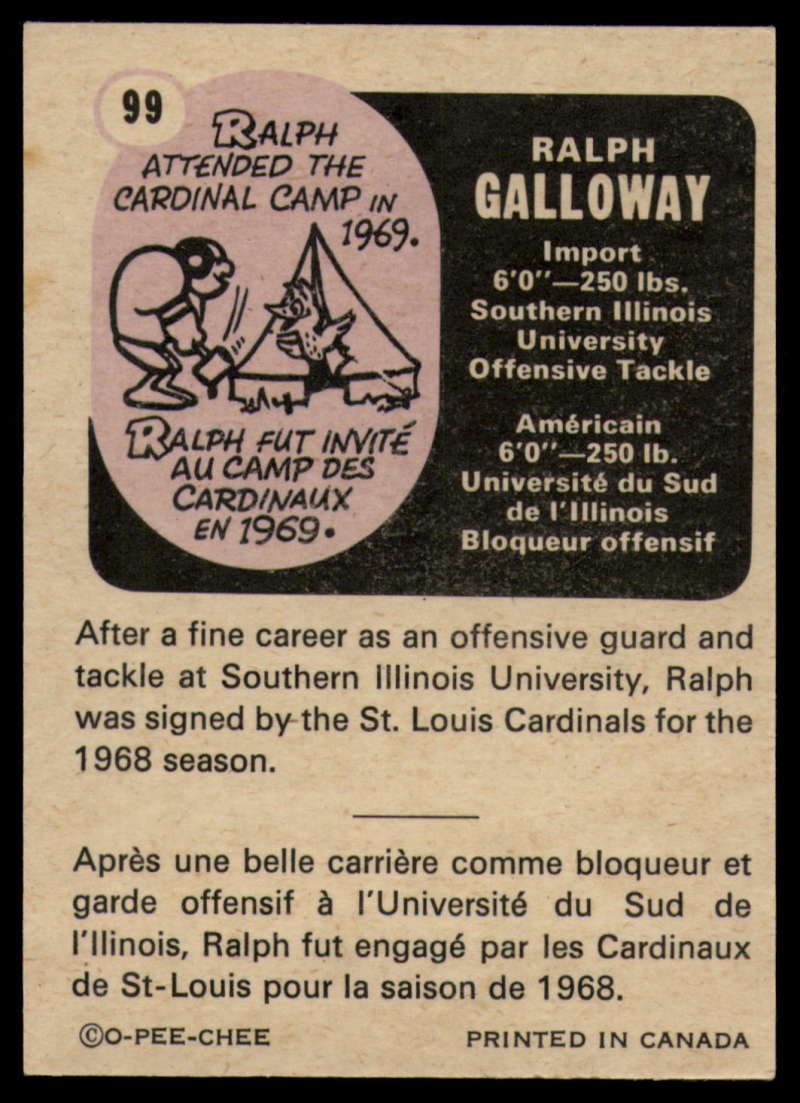 99
RALPH
ATTENDED THE
CARDINAL CAMP IN
1969.
RALPH FUT INVITÉ
AU CAMP DES
CARDINAUX
EN 1969.
RALPH
GALLOWAY
Import
6'0"—250 lbs.
Southern Illinois
University
Offensive Tackle
Américain
6'0"—250 lb.
Université du Sud
de l'Illinois
Bloqueur offensif
After a fine career as an offensive guard and
tackle at Southern Illinois University, Ralph
was signed by the St. Louis Cardinals for the
1968 season.
Après une belle carrière comme bloqueur et
garde offensif à l'Université du Sud de
l'Ilinois, Ralph fut engagé par les Cardinaux
de St-Louis pour la saison de 1968.
©O-PEE-CHEE
PRINTED IN CANADA